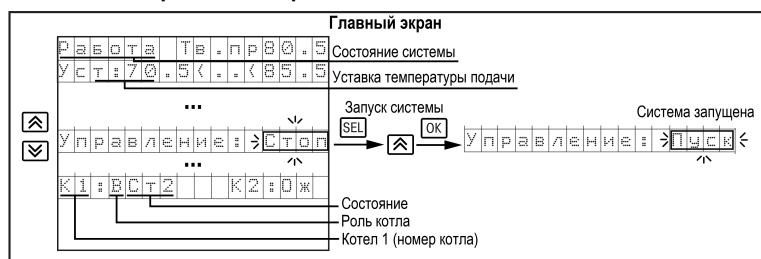 Главный экран
Работа Тв.пр80.5
Состояние системы
Уст:70.5<..<85.5
Уставка температуры подачи
...
Запуск системы
Система запущена
Управление: Стоп
SEL
OK
Управление: Пуск
...
К1:ВСт2 К2:Ож
Состояние
Роль котла
Котел 1 (номер котла)